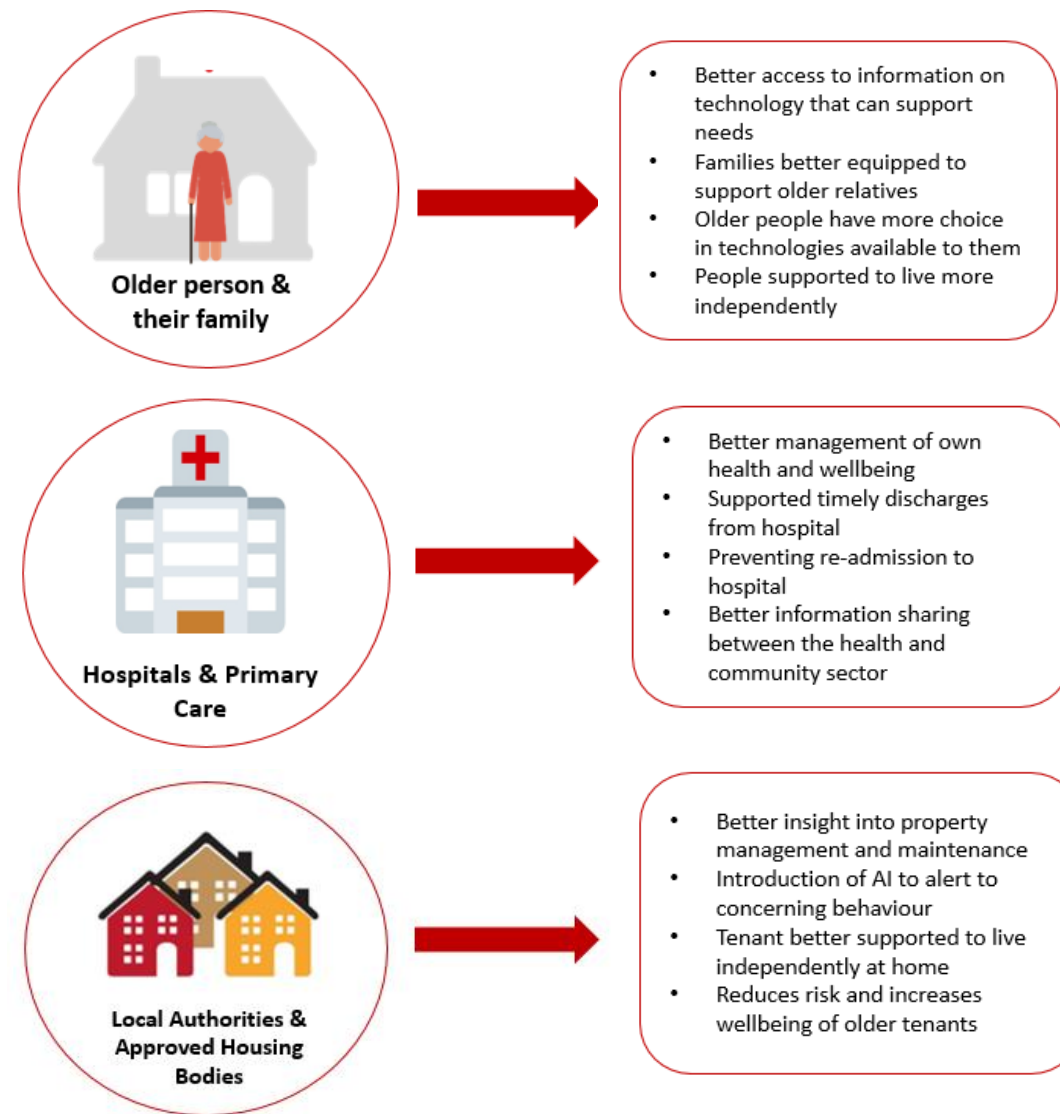 Older person &
their family
• Better access to information on
technology that can support
needs
• Families better equipped to
support older relatives
• Older people have more choice
in technologies available to them
• People supported to live more
independently
Hospitals & Primary
Care
• Better management of own
health and wellbeing
• Supported timely discharges
from hospital
• Preventing re-admission to
hospital
• Better information sharing
between the health and
community sector
Local Authorities &
Approved Housing
Bodies
• Better insight into property
management and maintenance
• Introduction of AI to alert to
concerning behaviour
• Tenant better supported to live
independently at home
• Reduces risk and increases
wellbeing of older tenants